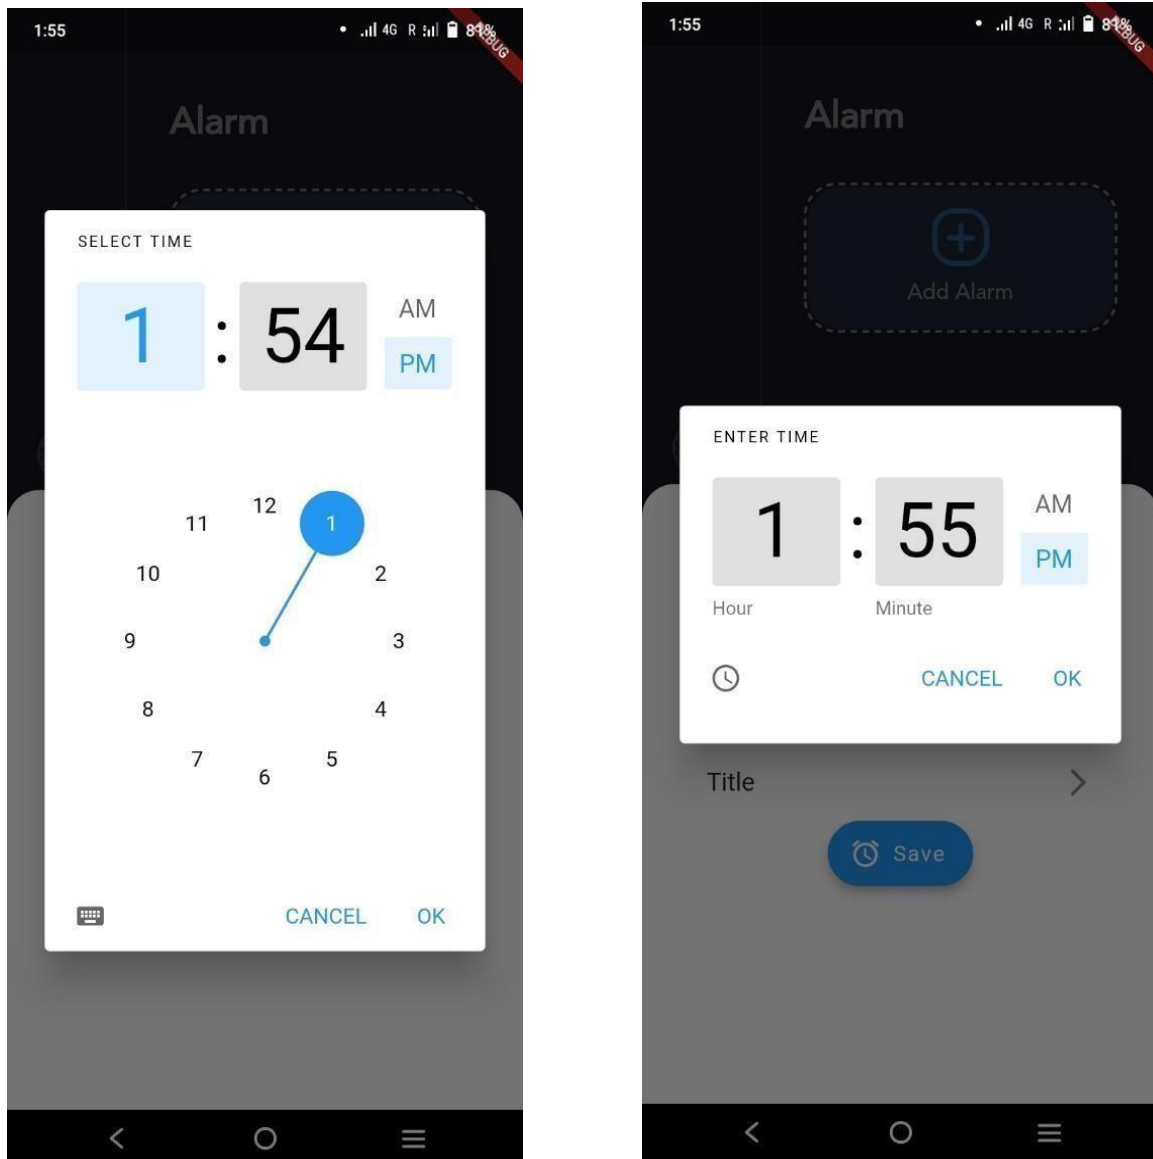 1:55
4G R 81%
DEBUG
Alarm
SELECT TIME
1 : 54
AM
PM
12
11
1
10
2
9
3
8
4
7
5
6
CANCEL OK
1:55
4G R 81%
DEBUG
Alarm
Add Alarm
ENTER TIME
1 : 55
AM
PM
Hour Minute
CANCEL OK
Title
Save